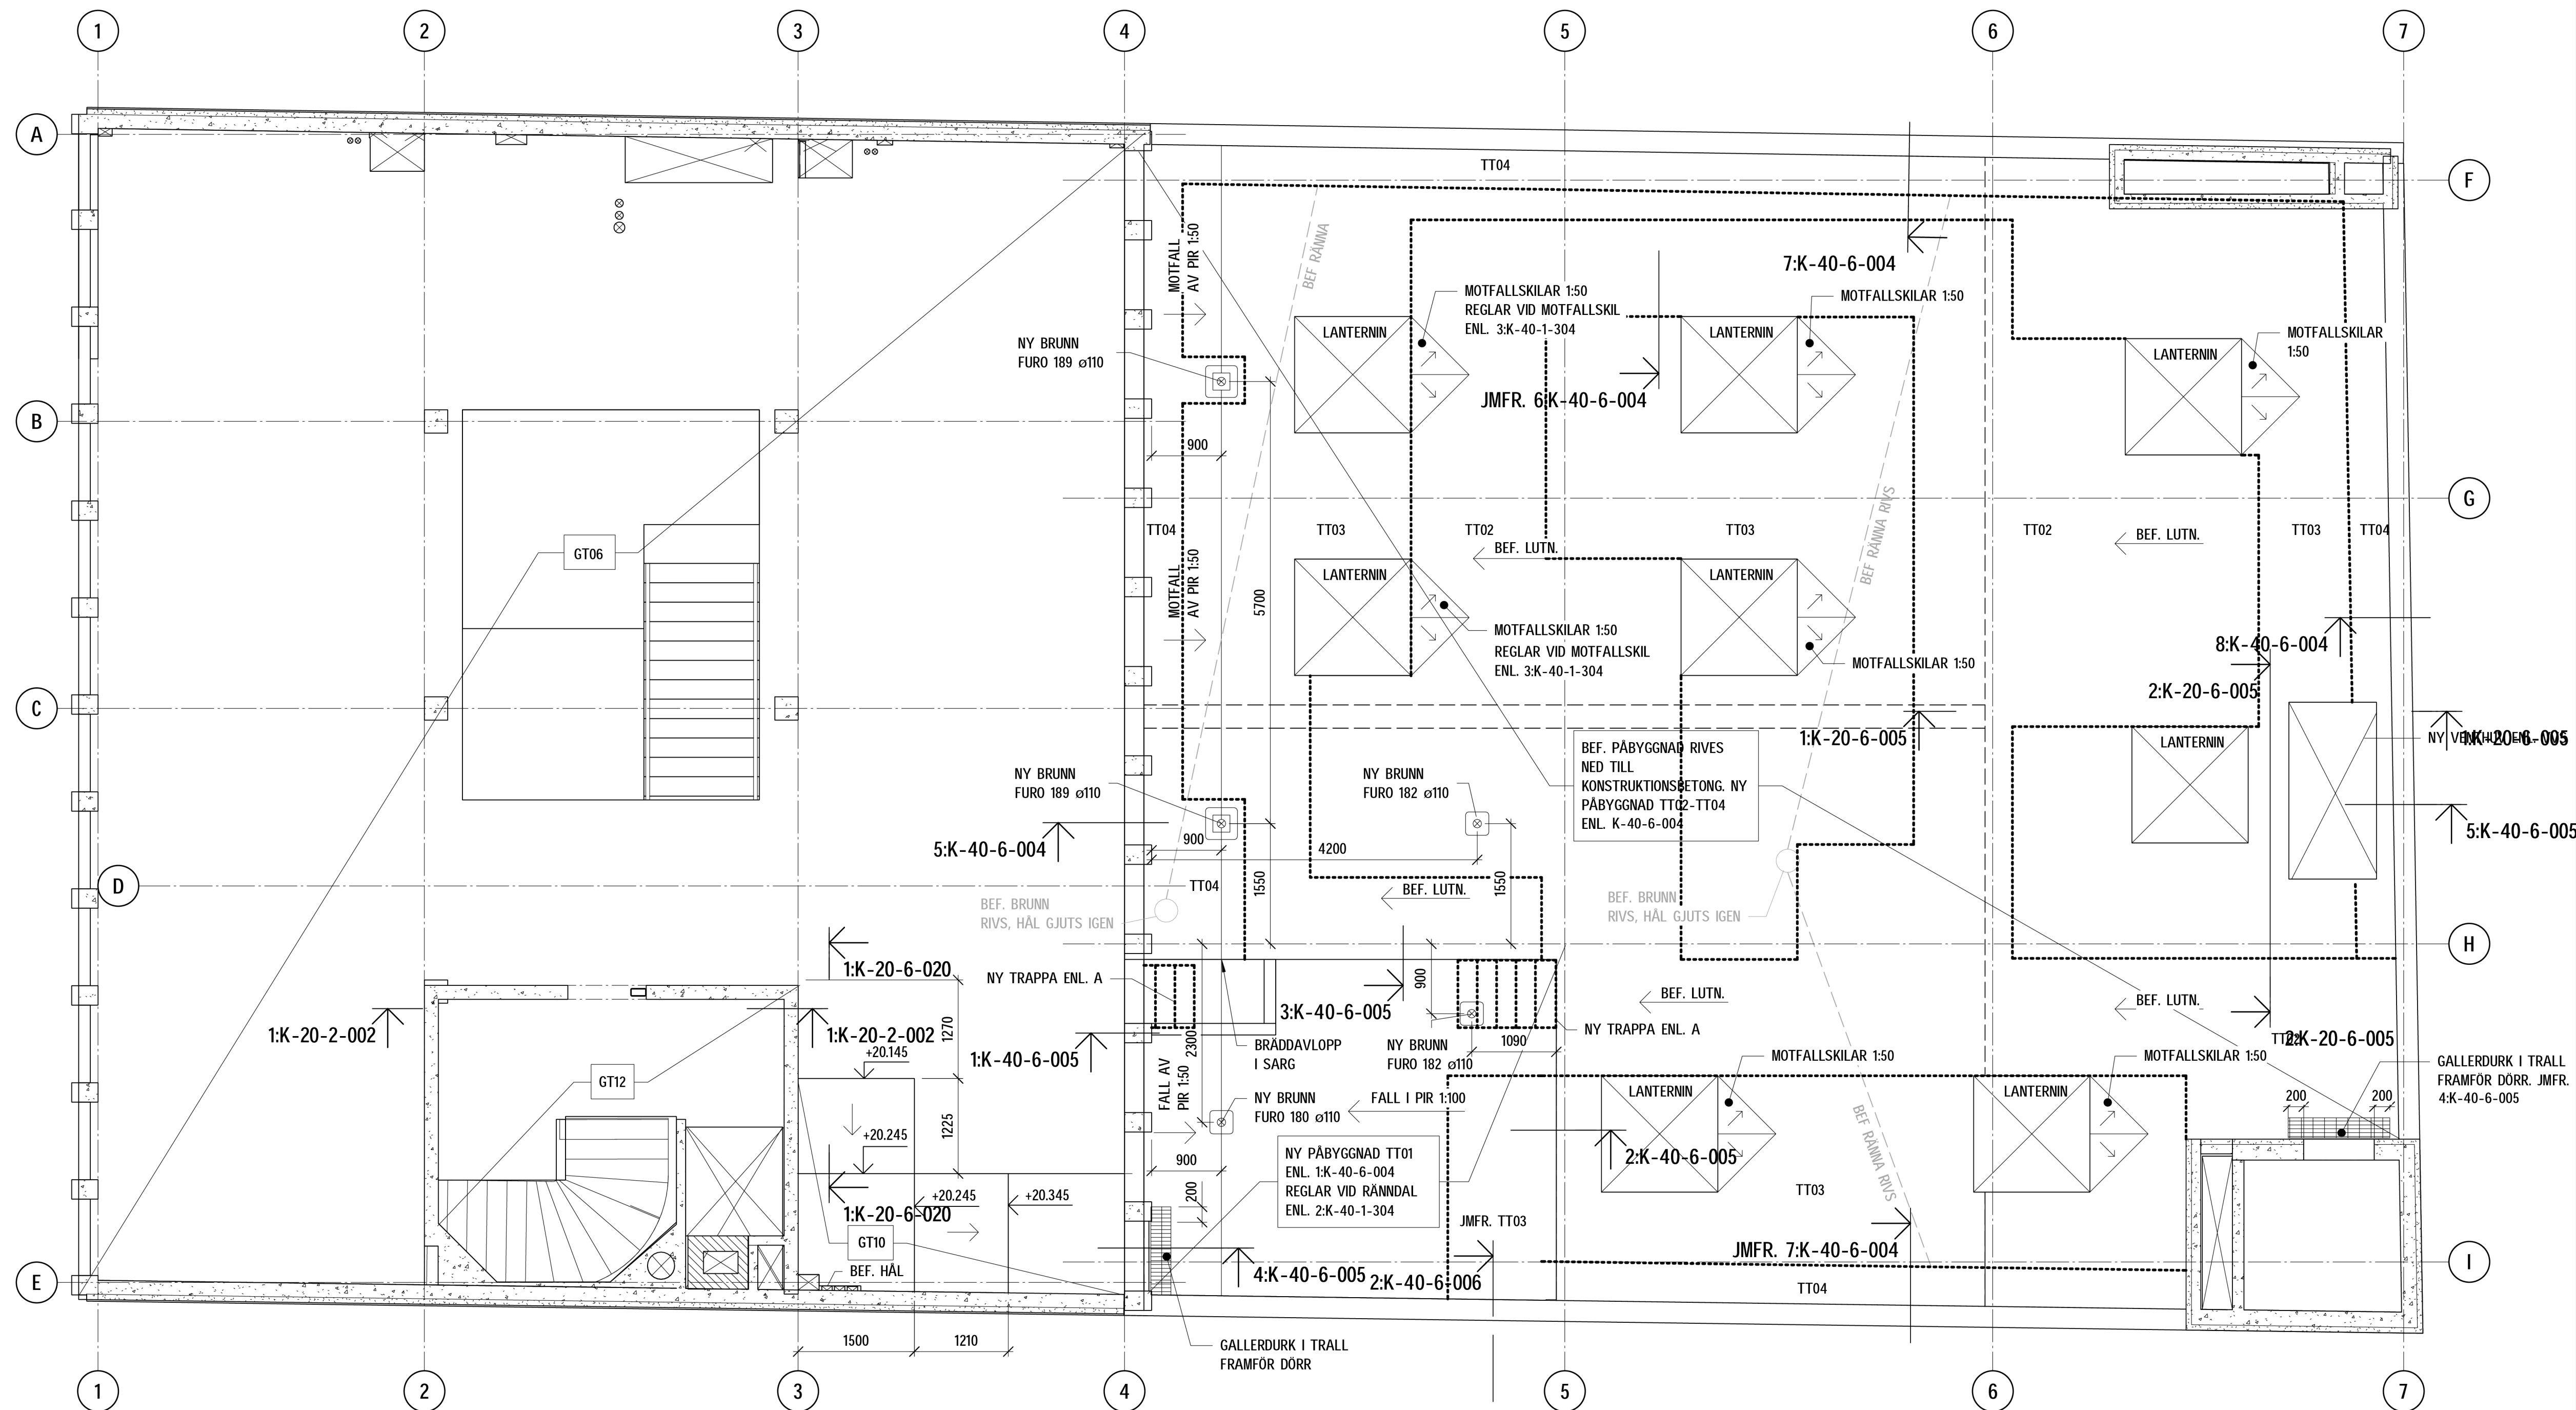 1
2
3
4
5
6
7
A
F
TT04
MOTFALL
AV PIR 1:50
BEF RÄNNA
7:K-40-6-004
MOTFALLSKILAR 1:50
REGLAR VID MOTFALLSKIL
ENL. 3:K-40-1-304
MOTFALLSKILAR 1:50
LANTERNIN
LANTERNIN
LANTERNIN
MOTFALLSKILAR
1:50
NY BRUNN
FURO 189 ø110
JMFR. 6:K-40-6-004
B
900
G
BEF RÄNNA RIVS
TT04
TT03
TT02
TT03
TT02
TT03
TT04
BEF. LUTN.
BEF. LUTN.
GT06
MOTFALL
AV PIR 1:50
5700
LANTERNIN
LANTERNIN
MOTFALLSKILAR 1:50
REGLAR VID MOTFALLSKIL
ENL. 3:K-40-1-304
MOTFALLSKILAR 1:50
8:K-40-6-004
2:K-20-6-005
C
1:K-20-6-005
LANTERNIN
1:K-20-6-005
BEF. PÅBYGGNAD RIVES
NED TILL
KONSTRUKTIONSBETONG. NY
PÅBYGGNAD TT02-TT04
ENL. K-40-6-004
NY BRUNN
FURO 189 ø110
NY BRUNN
FURO 182 ø110
5:K-40-6-004
900
4200
5:K-40-6-005
D
TT04
1550
1550
BEF. LUTN.
BEF. BRUNN
RIVS, HÅL GJUTS IGEN
BEF. BRUNN
RIVS, HÅL GJUTS IGEN
H
1:K-20-6-020
NY TRAPPA ENL. A
900
3:K-40-6-005
BEF. LUTN.
BEF. LUTN.
1:K-20-2-002
1:K-20-2-002
1270
1:K-40-6-005
2300
BRÄDDAVLOPP
I SARG
NY BRUNN
FURO 182 ø110
1090
NY TRAPPA ENL. A
2:K-20-6-005
+20.145
GT12
FALL AV
PIR 1:50
MOTFALLSKILAR 1:50
MOTFALLSKILAR 1:50
GALLERDURK I TRALL
FRAMFÖR DÖRR. JMFR.
4:K-40-6-005
LANTERNIN
LANTERNIN
200
200
1225
+20.245
NY BRUNN
FURO 180 ø110
FALL I PIR 1:100
BEF RÄNNA RIVS
NY PÅBYGGNAD TT01
ENL. 1:K-40-6-004
REGLAR VID RÄNNDAL
ENL. 2:K-40-1-304
2:K-40-6-005
900
200
+20.245
+20.345
TT03
1:K-20-6-020
JMFR. TT03
GT10
JMFR. 7:K-40-6-004
BEF. HÅL
E
4:K-40-6-005
2:K-40-6-006
I
TT04
1500
1210
GALLERDURK I TRALL
FRAMFÖR DÖRR
1
2
3
4
5
6
7